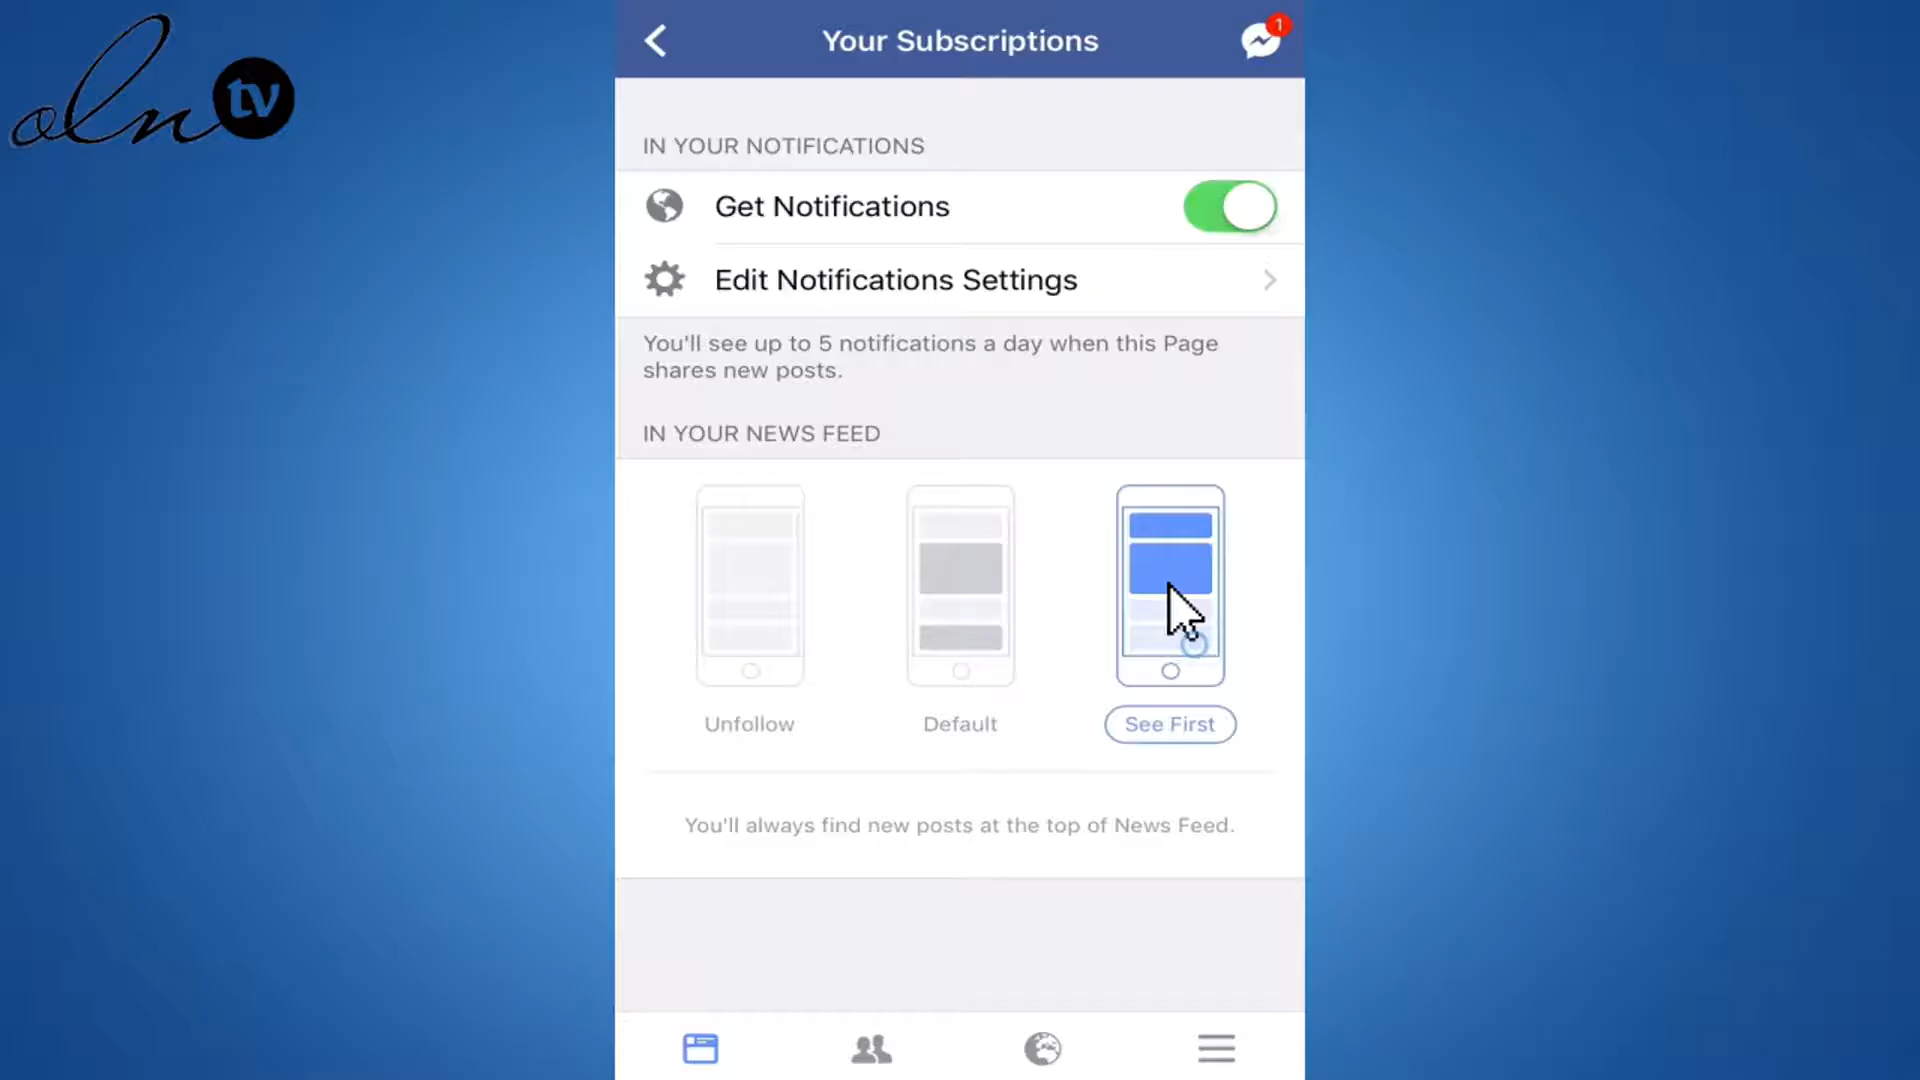 oln tv
Your Subscriptions
1
IN YOUR NOTIFICATIONS
Get Notifications
Edit Notifications Settings
You'll see up to 5 notifications a day when this Page
shares new posts.
IN YOUR NEWS FEED
Unfollow
Default
See First
You'll always find new posts at the top of News Feed.